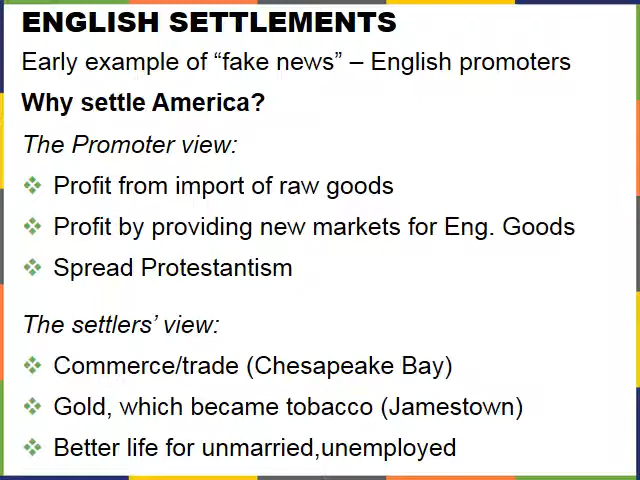 ENGLISH SETTLEMENTS
Early example of “fake news” – English promoters
Why settle America?
The Promoter view:
❖ Profit from import of raw goods
❖ Profit by providing new markets for Eng. Goods
❖ Spread Protestantism
The settlers’ view:
❖ Commerce/trade (Chesapeake Bay)
❖ Gold, which became tobacco (Jamestown)
❖ Better life for unmarried,unemployed